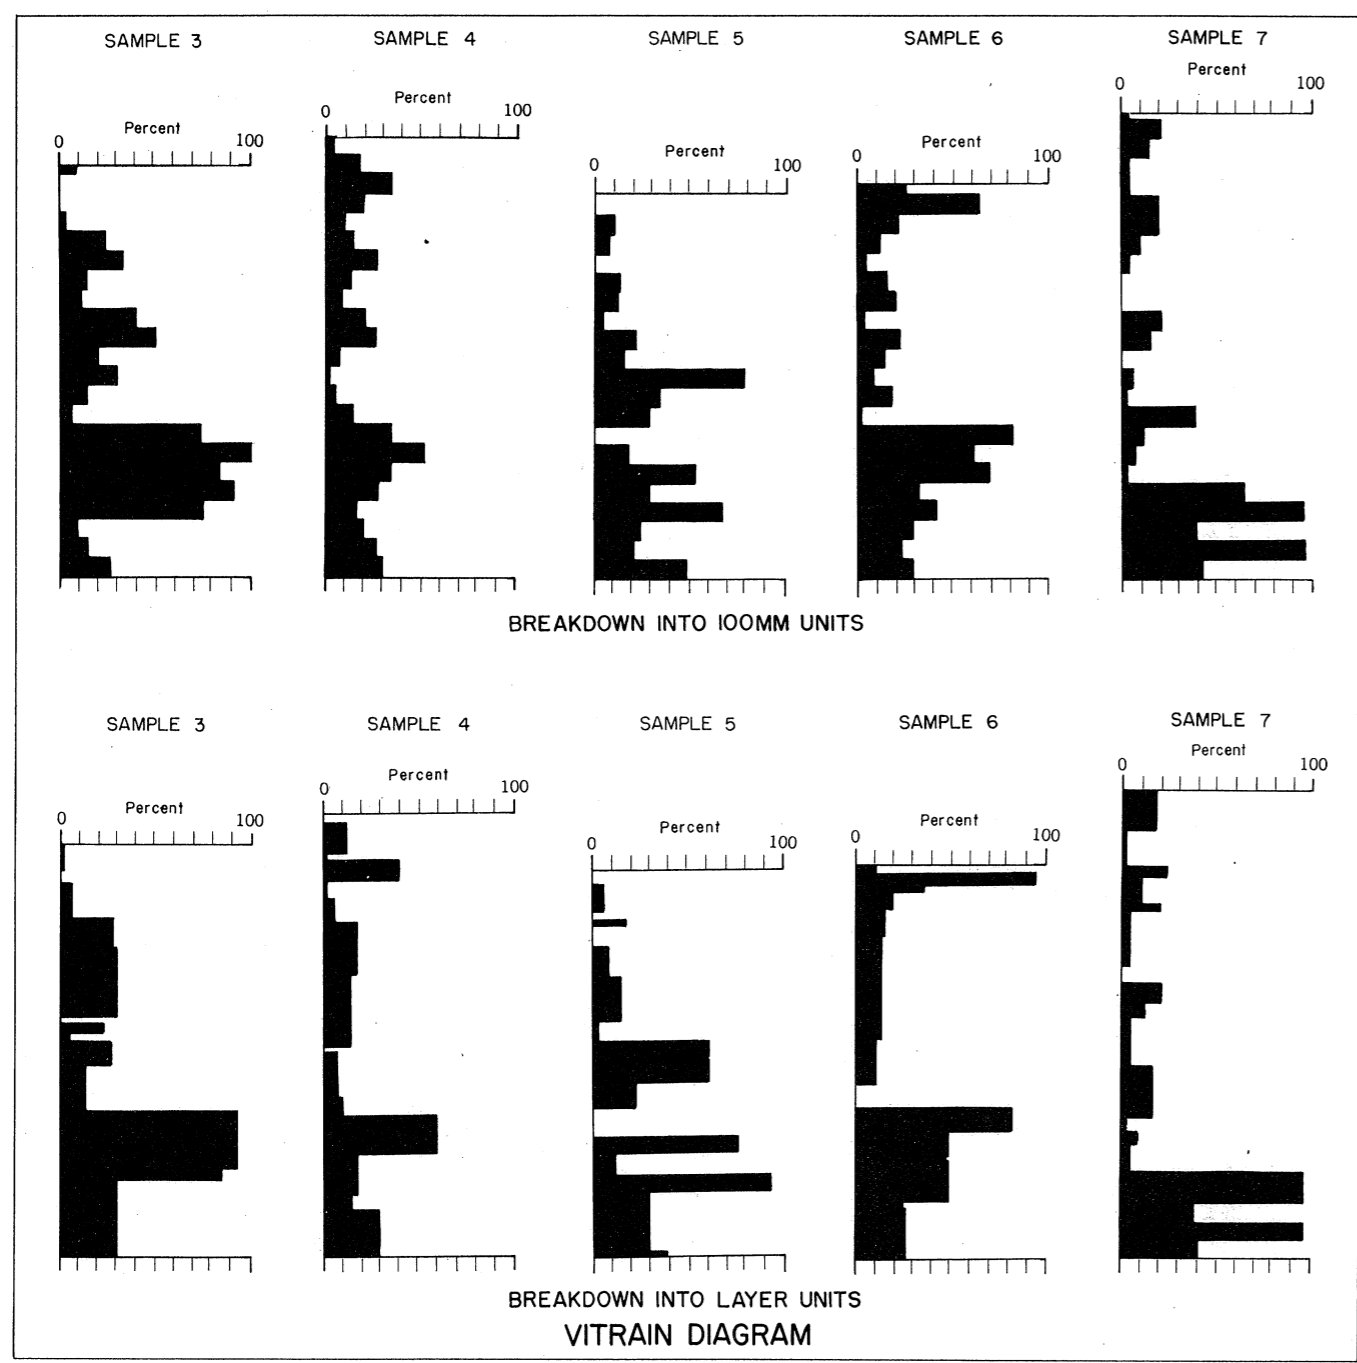 SAMPLE 3
SAMPLE 4
SAMPLE 5
SAMPLE 6
SAMPLE 7
Percent
0 100
Percent
0 100
Percent
0 100
Percent
0 100
Percent
0 100
BREAKDOWN INTO 100MM UNITS
SAMPLE 3
SAMPLE 4
SAMPLE 5
SAMPLE 6
SAMPLE 7
Percent
0 100
Percent
0 100
Percent
0 100
Percent
0 100
Percent
0 100
BREAKDOWN INTO LAYER UNITS
VITRAIN DIAGRAM